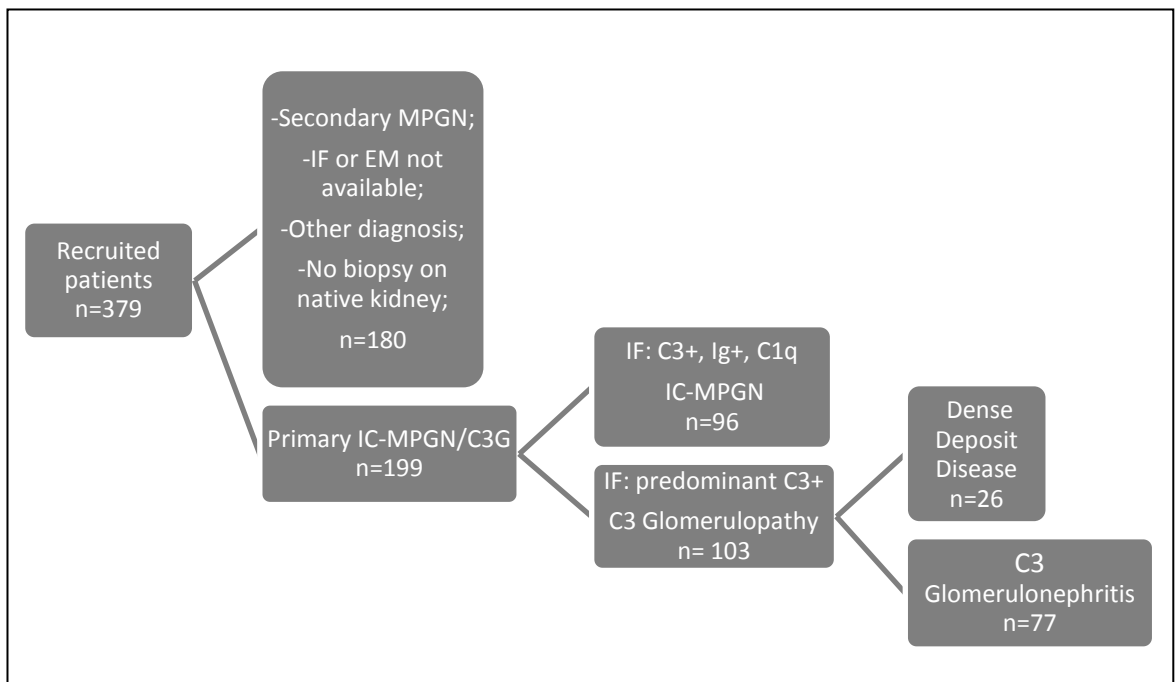 Recruited
patients
n=379
-Secondary MPGN;
-IF or EM not
available;
-Other diagnosis;
-No biopsy on
native kidney;
n=180
Primary IC-MPGN/C3G
n=199
IF: C3+, Ig+, C1q
IC-MPGN
n=96
IF: predominant C3+
C3 Glomerulopathy
n= 103
Dense
Deposit
Disease
n=26
C3
Glomerulonephritis
n=77